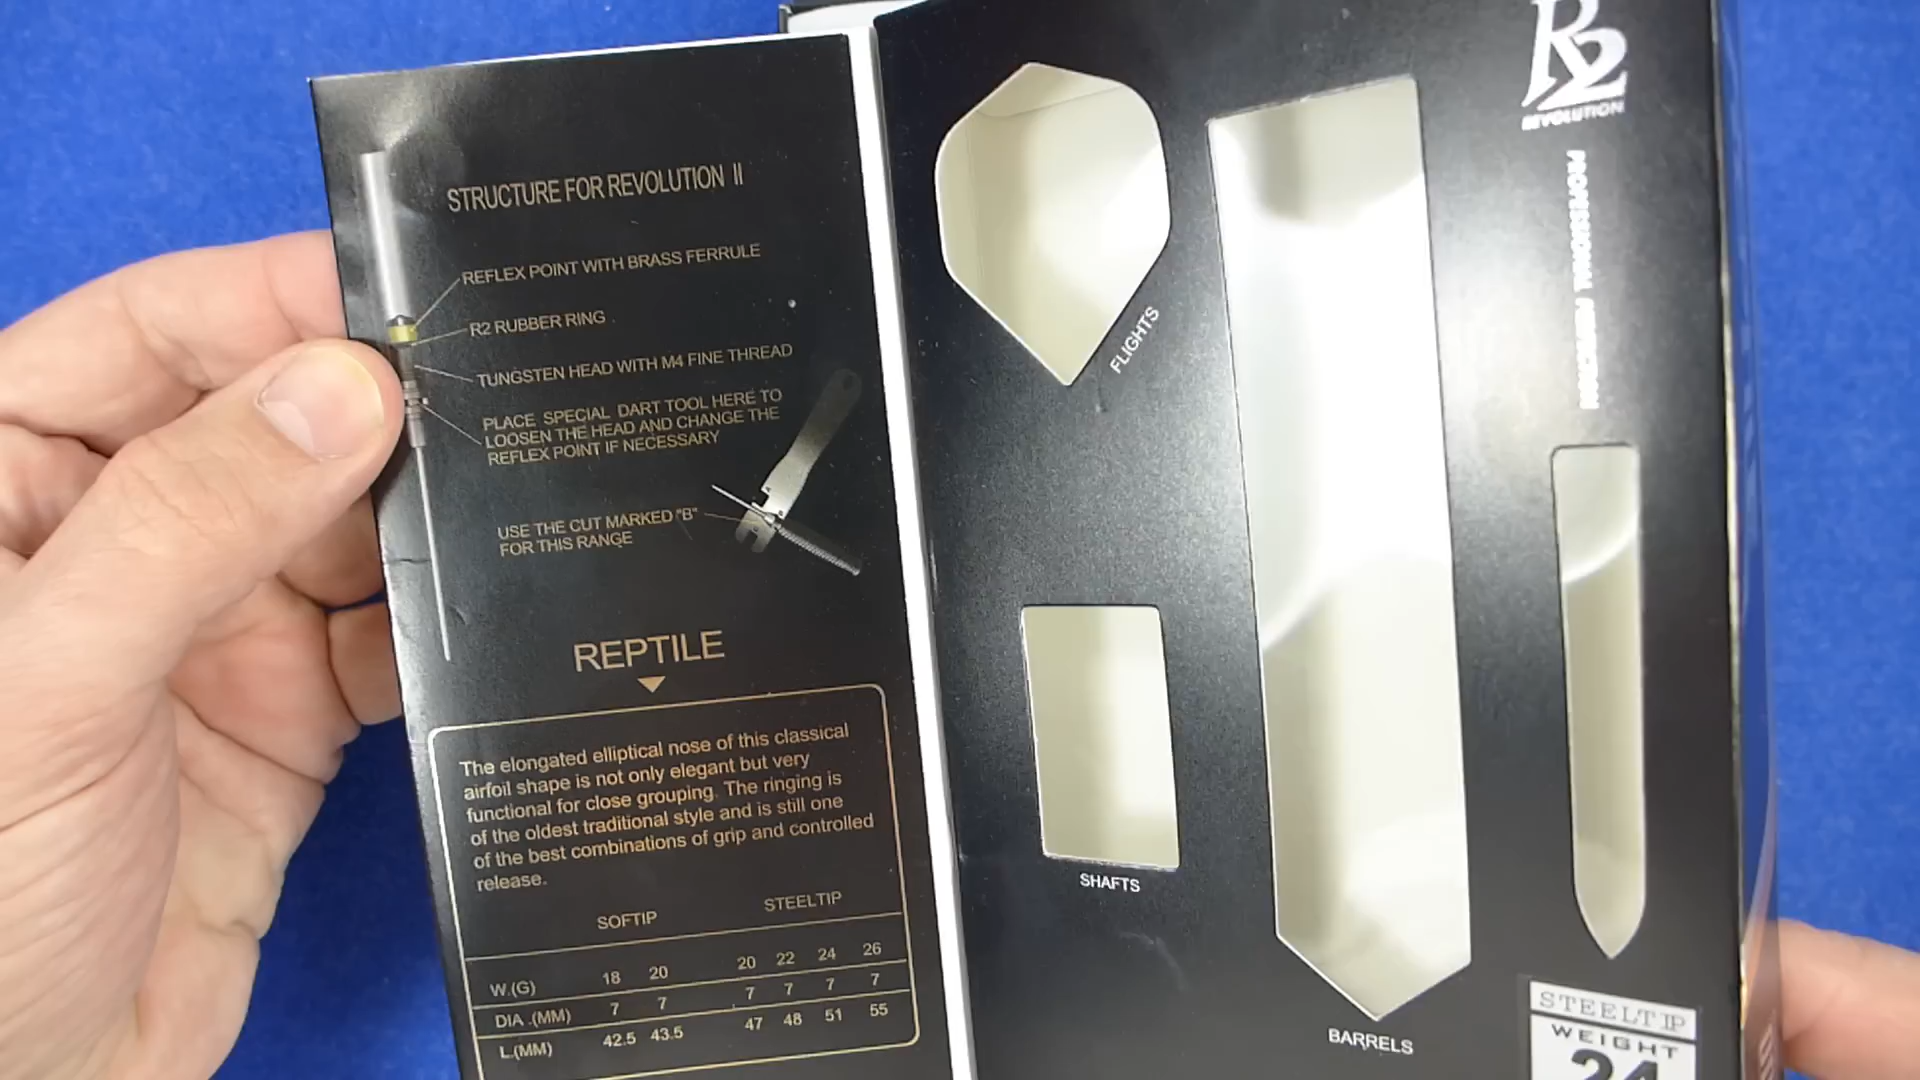 STRUCTURE FOR REVOLUTION II
REFLEX POINT WITH BRASS FERRULE
R2 RUBBER RING
TUNGSTEN HEAD WITH M4 FINE THREAD
PLACE SPECIAL DART TOOL HERE TO
LOOSEN THE HEAD AND CHANGE THE
REFLEX POINT IF NECESSARY
USE THE CUT MARKED "B"
FOR THIS RANGE
REPTILE
The elongated elliptical nose of this classical
airfoil shape is not only elegant but very
functional for close grouping. The ringing is
of the oldest traditional style and is still one
of the best combinations of grip and controlled
release.
SOFTIP STEELTIP
W.(G) 18 20 20 22 24 26
DIA .(MM) 7 7 7 7 7 7
L.(MM) 42.5 43.5 47 48 51 55
FLIGHTS
SHAFTS
BARRELS
R2
REVOLUTION
PROFESSIONAL PRECISION
STEELTIP
WEIGHT
24